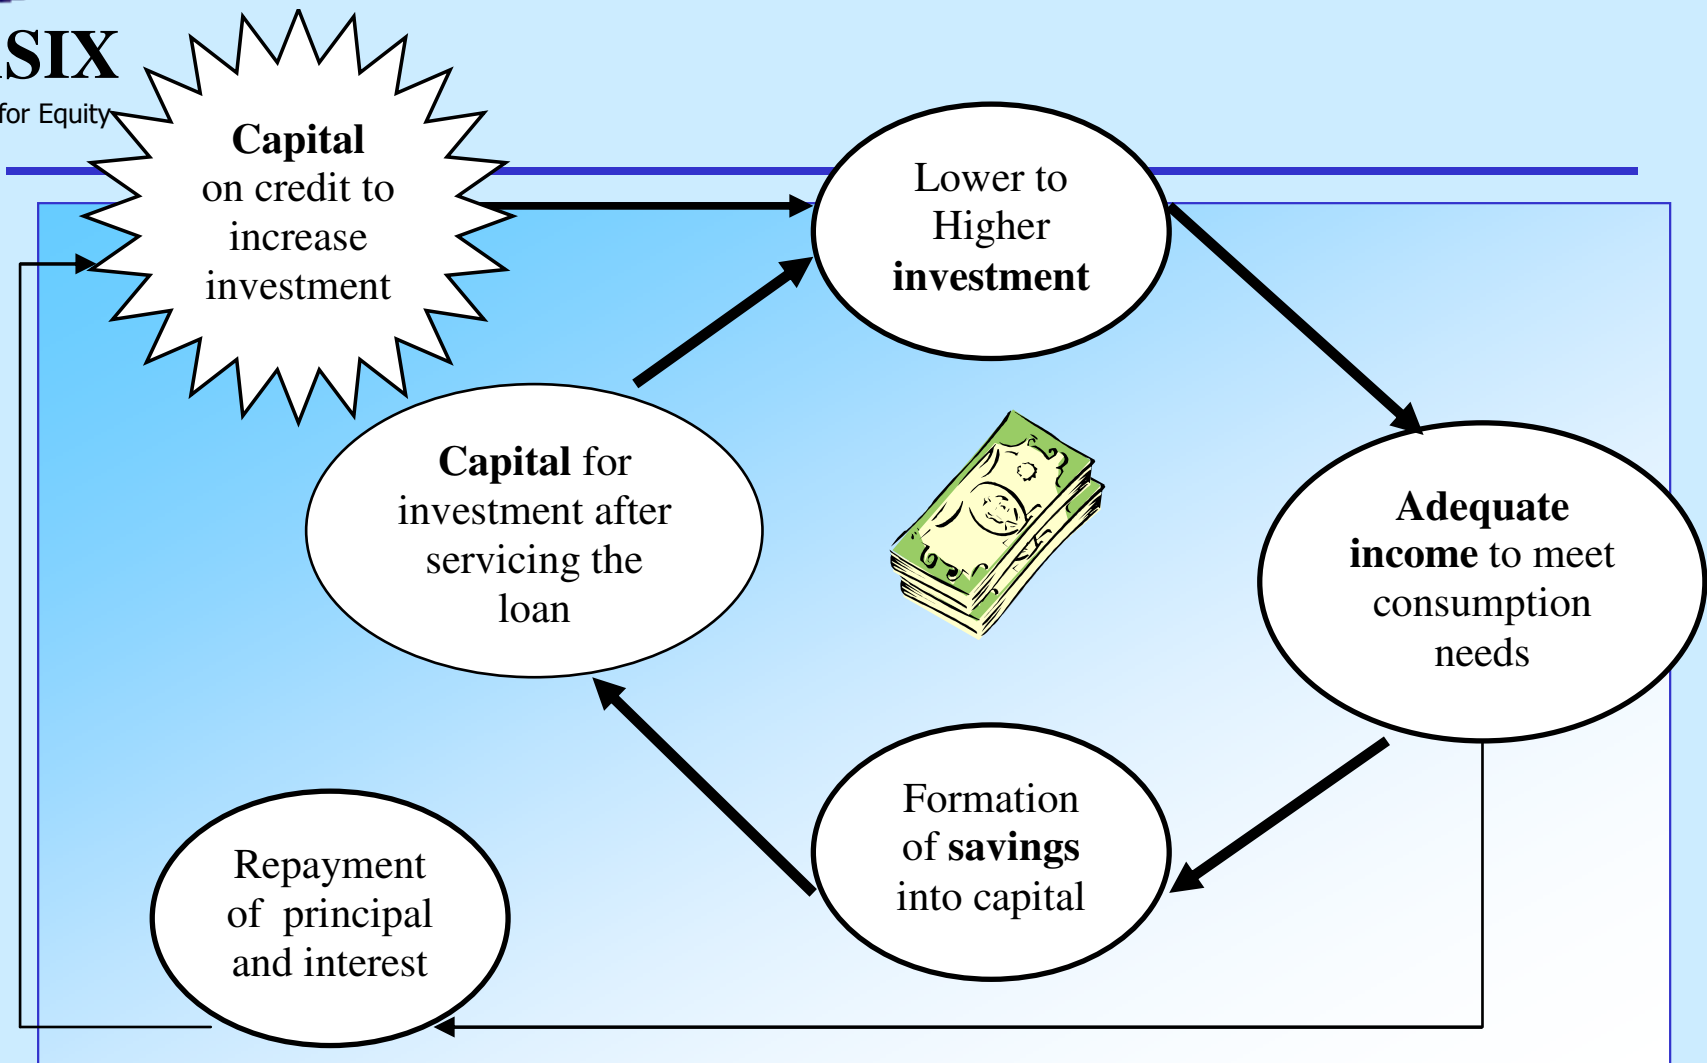 SIX
for Equity
Capital
on credit to
increase
investment
Lower to
Higher
investment
Capital for
investment after
servicing the
loan
Adequate
income to meet
consumption
needs
Formation
of savings
into capital
Repayment
of principal
and interest